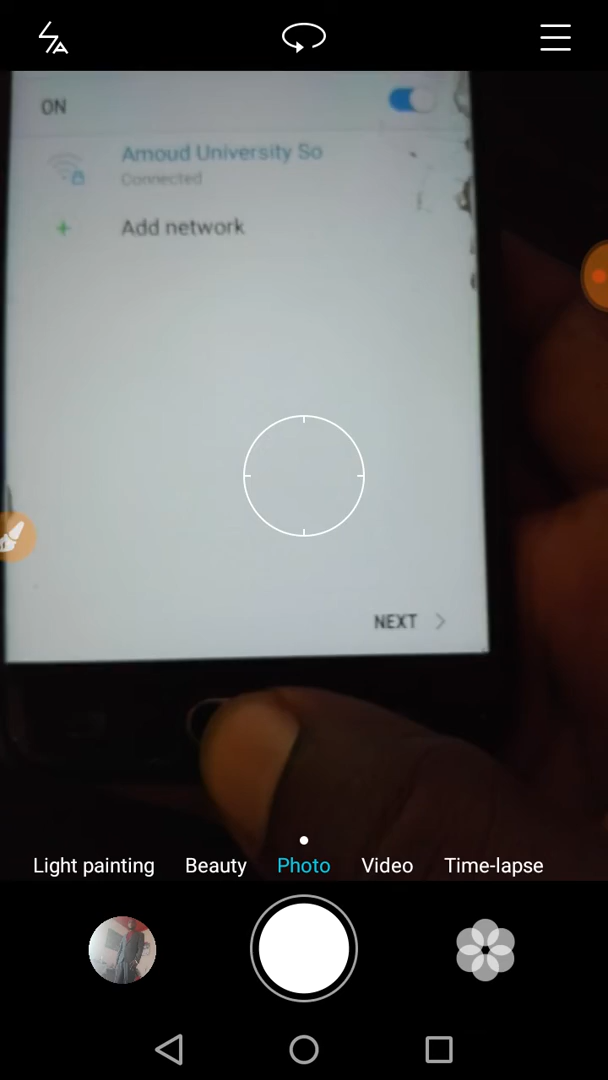 ON
Amoud University So
Connected
Add network
NEXT
Light painting Beauty Photo Video Time-lapse